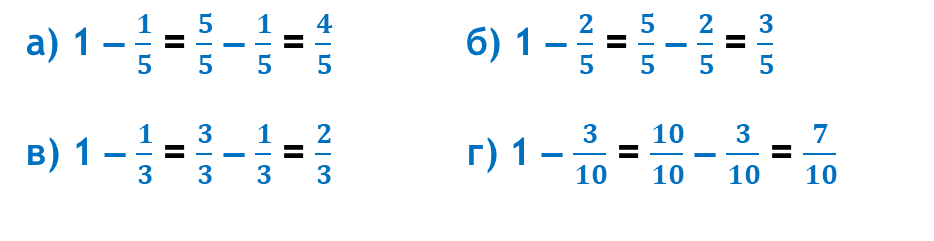 а) 1 – 1/5 = 5/5 – 1/5 = 4/5 б) 1 – 2/5 = 5/5 – 2/5 = 3/5
в) 1 – 1/3 = 3/3 – 1/3 = 2/3 г) 1 – 3/10 = 10/10 – 3/10 = 7/10